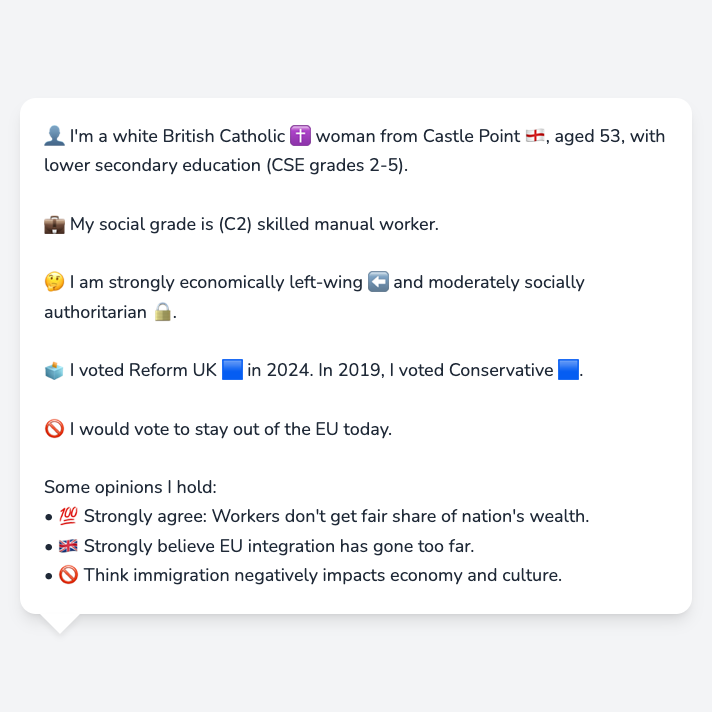 👤 I'm a white British Catholic ✝️ woman from Castle Point 🏴󠁧󠁢󠁥󠁮󠁧󠁿, aged 53, with
lower secondary education (CSE grades 2-5).
💼 My social grade is (C2) skilled manual worker.
🤔 I am strongly economically left-wing ⬅️ and moderately socially
authoritarian 🔒.
🗳️ I voted Reform UK 🟦 in 2024. In 2019, I voted Conservative 🟦.
🚫 I would vote to stay out of the EU today.
Some opinions I hold:
• 💯 Strongly agree: Workers don't get fair share of nation's wealth.
• 🇬🇧 Strongly believe EU integration has gone too far.
• 🚫 Think immigration negatively impacts economy and culture.